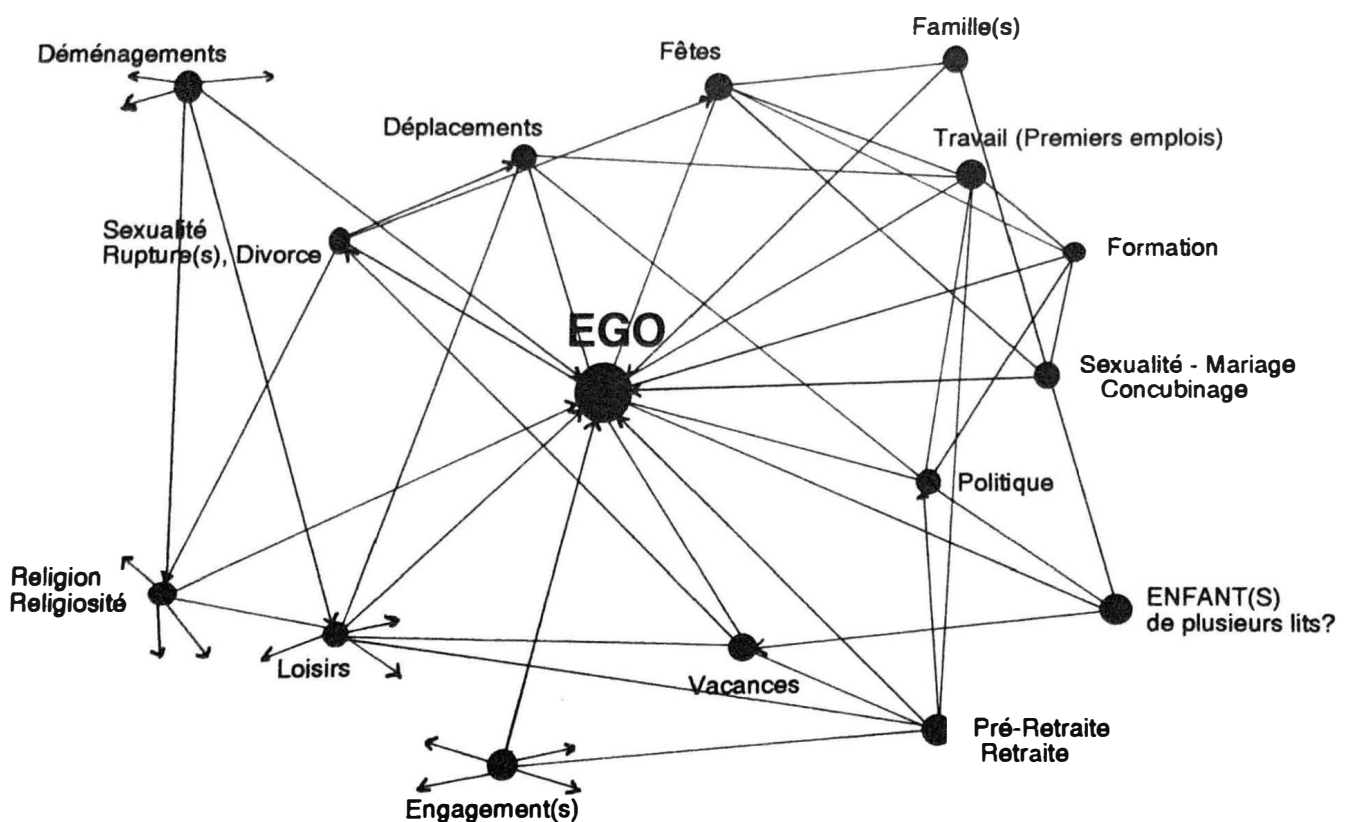 Famille(s)
Déménagements
Fêtes
Déplacements
Travail (Premiers emplois)
Sexualité
Rupture(s), Divorce
Formation
EGO
Sexualité - Mariage
Concubinage
Politique
Religion
Religiosité
ENFANT(S)
de plusieurs lits?
Loisirs
Vacances
Pré-Retraite
Retraite
Engagement(s)